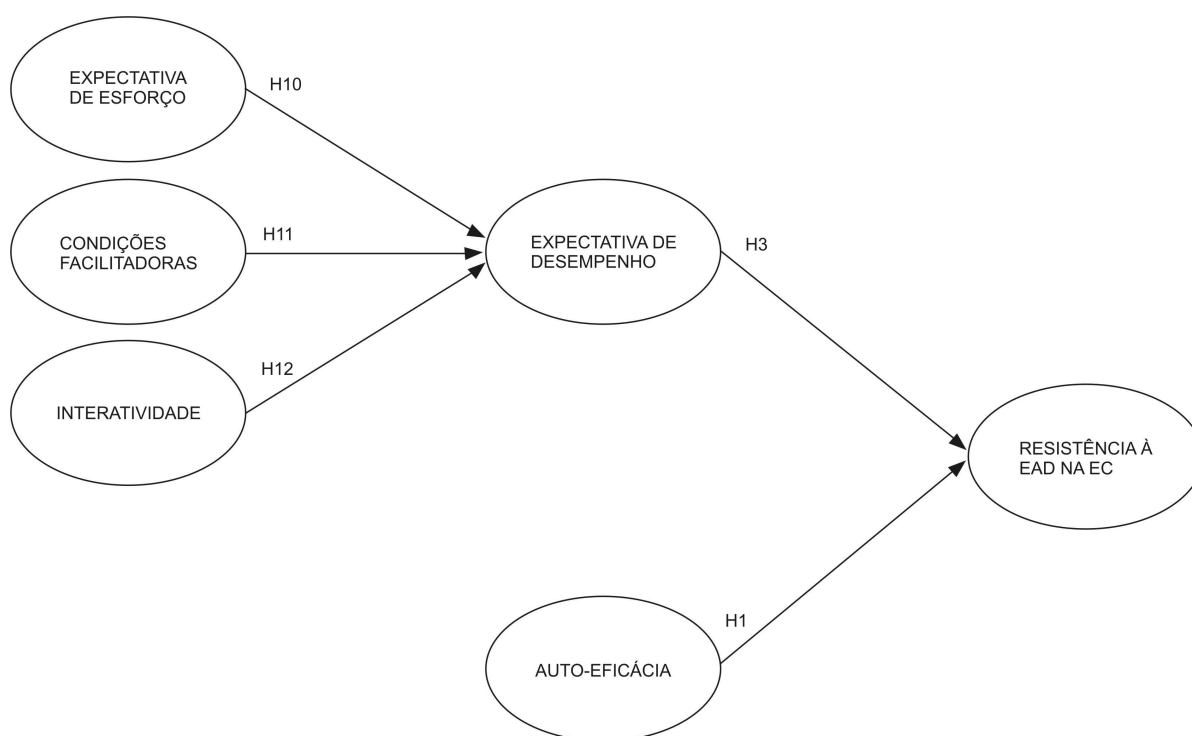 EXPECTATIVA
DE ESFORÇO
H10
CONDIÇÕES
FACILITADORAS
H11
EXPECTATIVA DE
DESEMPENHO
H3
INTERATIVIDADE
H12
RESISTÊNCIA À
EAD NA EC
AUTO-EFICÁCIA
H1